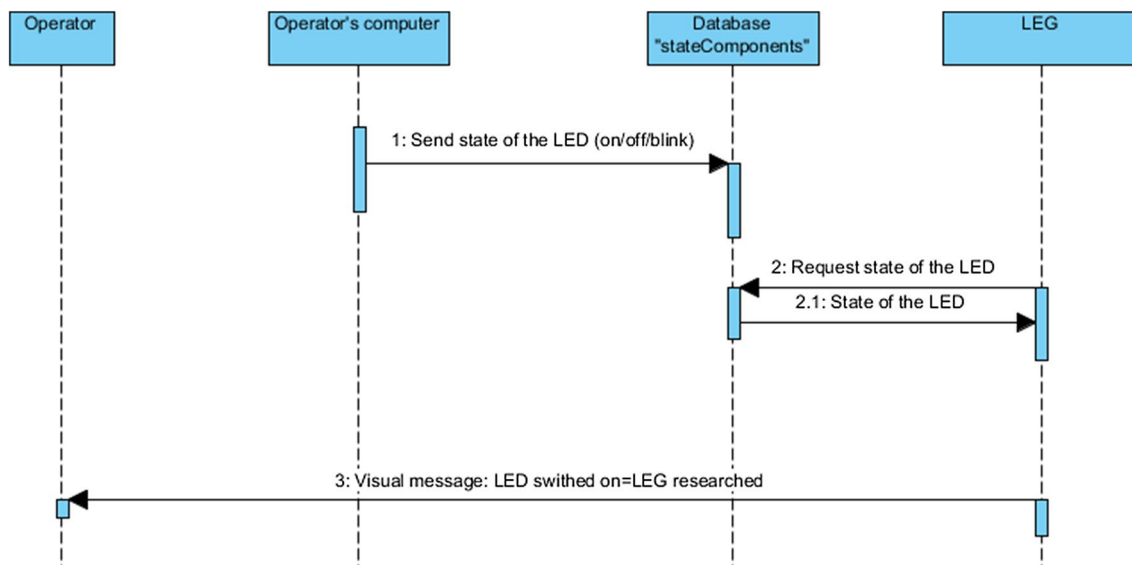 Operator
Operator's computer
Database
"stateComponents"
LEG
1: Send state of the LED (on/off/blink)
2: Request state of the LED
2.1: State of the LED
3: Visual message: LED swithed on=LEG researched